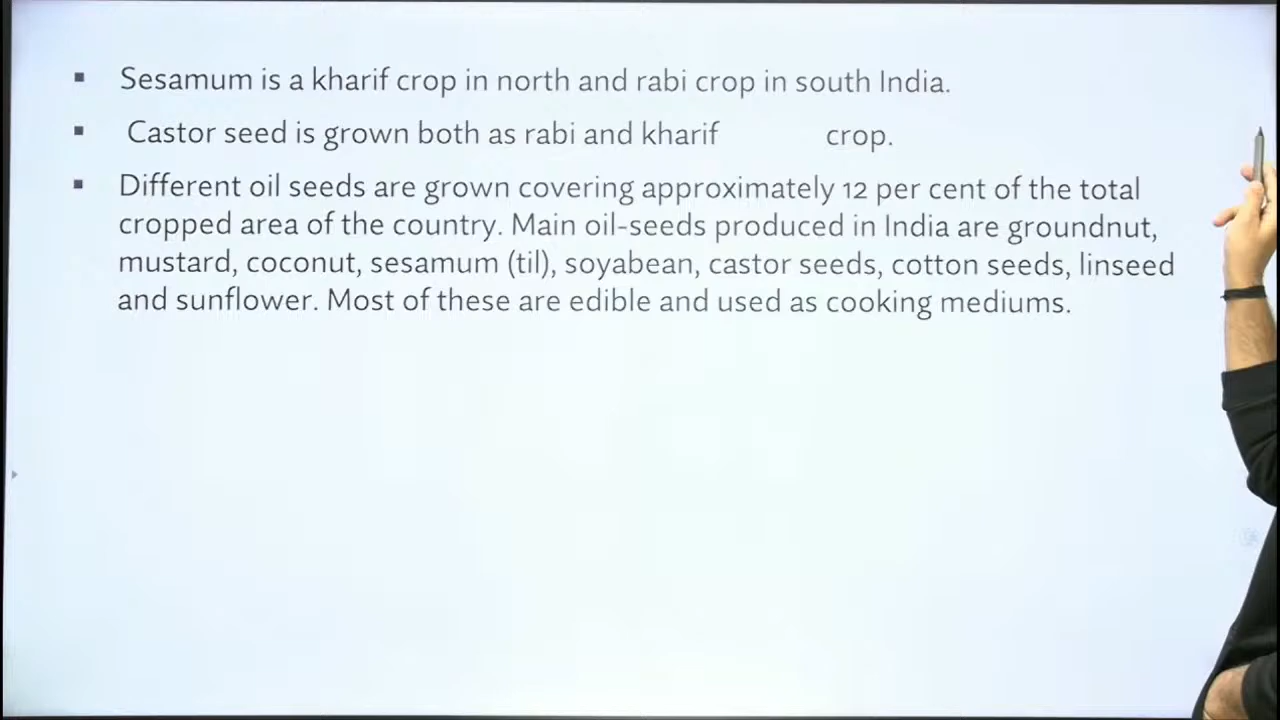 ▪ Sesamum is a kharif crop in north and rabi crop in south India.
▪ Castor seed is grown both as rabi and kharif crop.
▪ Different oil seeds are grown covering approximately 12 per cent of the total
cropped area of the country. Main oil-seeds produced in India are groundnut,
mustard, coconut, sesamum (til), soyabean, castor seeds, cotton seeds, linseed
and sunflower. Most of these are edible and used as cooking mediums.